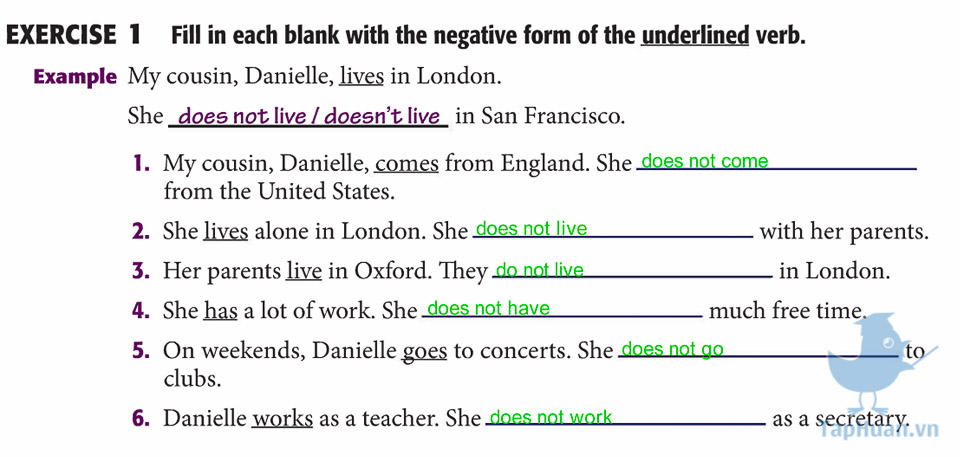 EXERCISE 1 Fill in each blank with the negative form of the underlined verb.
Example My cousin, Danielle, lives in London.
She does not live / doesn't live in San Francisco.
1. My cousin, Danielle, comes from England. She does not come
from the United States.
2. She lives alone in London. She does not live with her parents.
3. Her parents live in Oxford. They do not live in London.
4. She has a lot of work. She does not have much free time.
5. On weekends, Danielle goes to concerts. She does not go to
clubs.
6. Danielle works as a teacher. She does not work as a secretary.
TapHuan.vn